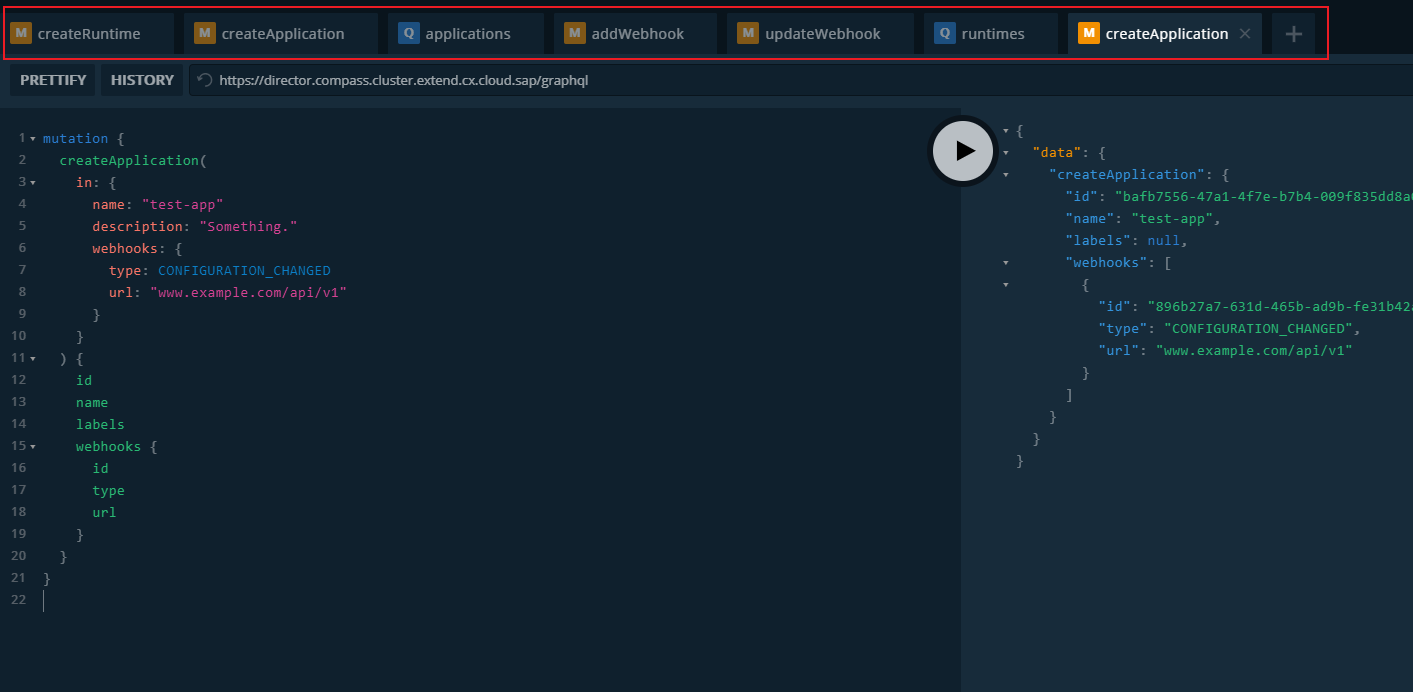 M createRuntime M createApplication Q applications M addWebhook M updateWebhook Q runtimes M createApplication × +
PRETTIFY HISTORY https://director.compass.cluster.extend.cx.cloud.sap/graphql
1 mutation {
2 createApplication(
3 in: {
4 name: "test-app"
5 description: "Something."
6 webhooks: {
7 type: CONFIGURATION_CHANGED
8 url: "www.example.com/api/v1"
9 }
10 }
11 ) {
12 id
13 name
14 labels
15 webhooks {
16 id
17 type
18 url
19 }
20 }
21 }
22
{
"data": {
"createApplication": {
"id": "bafb7556-47a1-4f7e-b7b4-009f835dd8a
"name": "test-app",
"labels": null,
"webhooks": [
{
"id": "896b27a7-631d-465b-ad9b-fe31b42
"type": "CONFIGURATION_CHANGED",
"url": "www.example.com/api/v1"
}
]
}
}
}